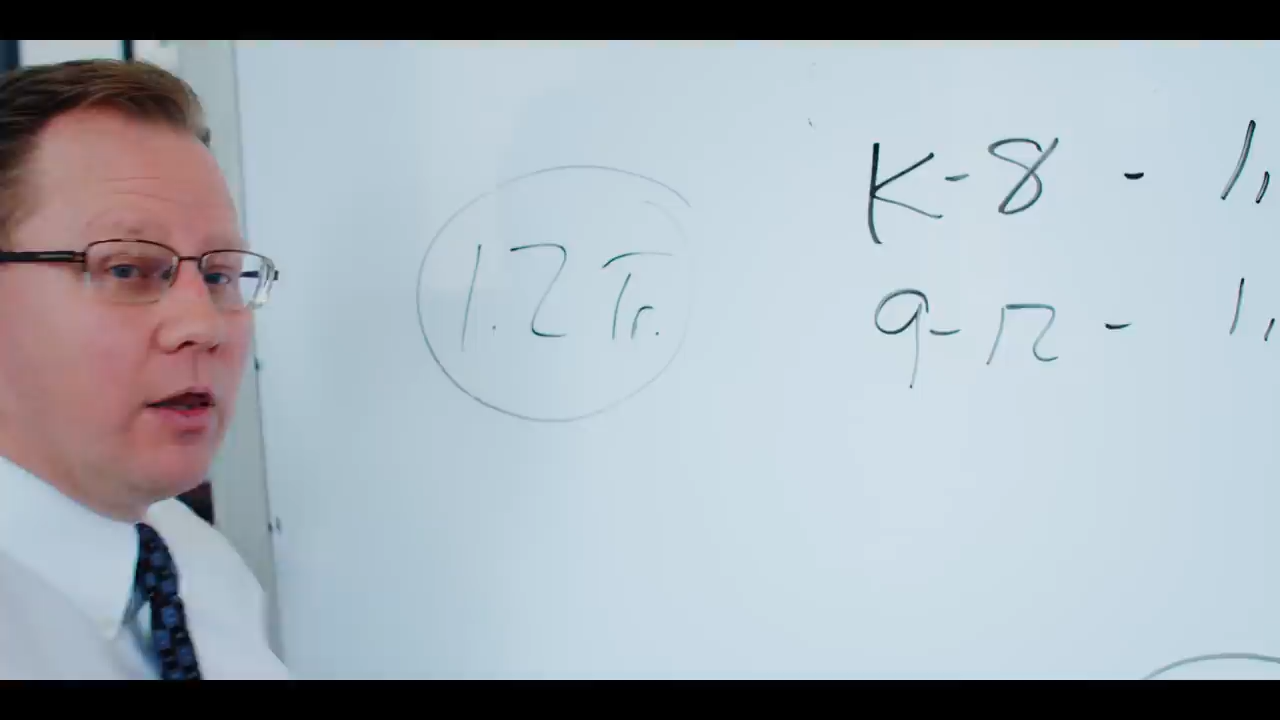 1.2 Tr.
K-8 - 1,
9-12 - 1,